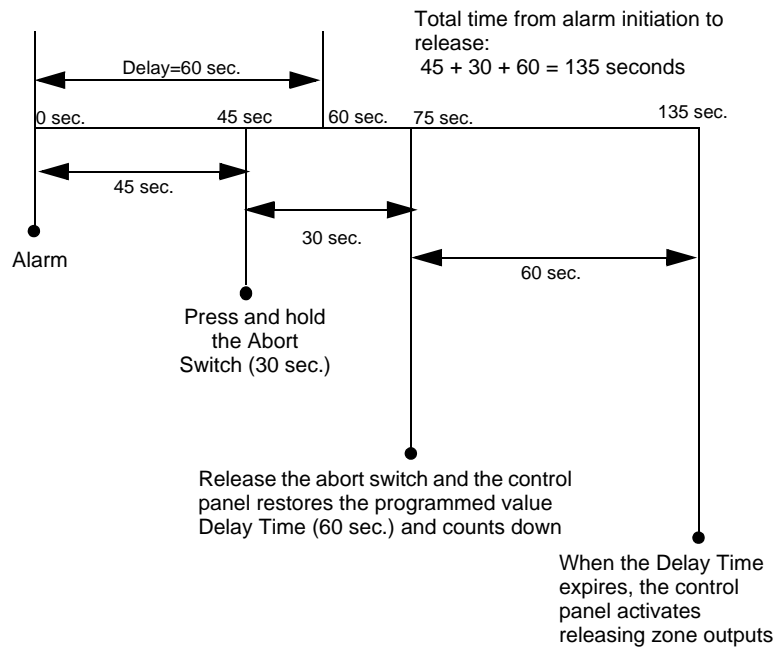 Total time from alarm initiation to
release:
45 + 30 + 60 = 135 seconds
Delay=60 sec.
0 sec.
45 sec
60 sec.
75 sec.
135 sec.
45 sec.
30 sec.
60 sec.
Alarm
Press and hold
the Abort
Switch (30 sec.)
Release the abort switch and the control
panel restores the programmed value
Delay Time (60 sec.) and counts down
When the Delay Time
expires, the control
panel activates
releasing zone outputs